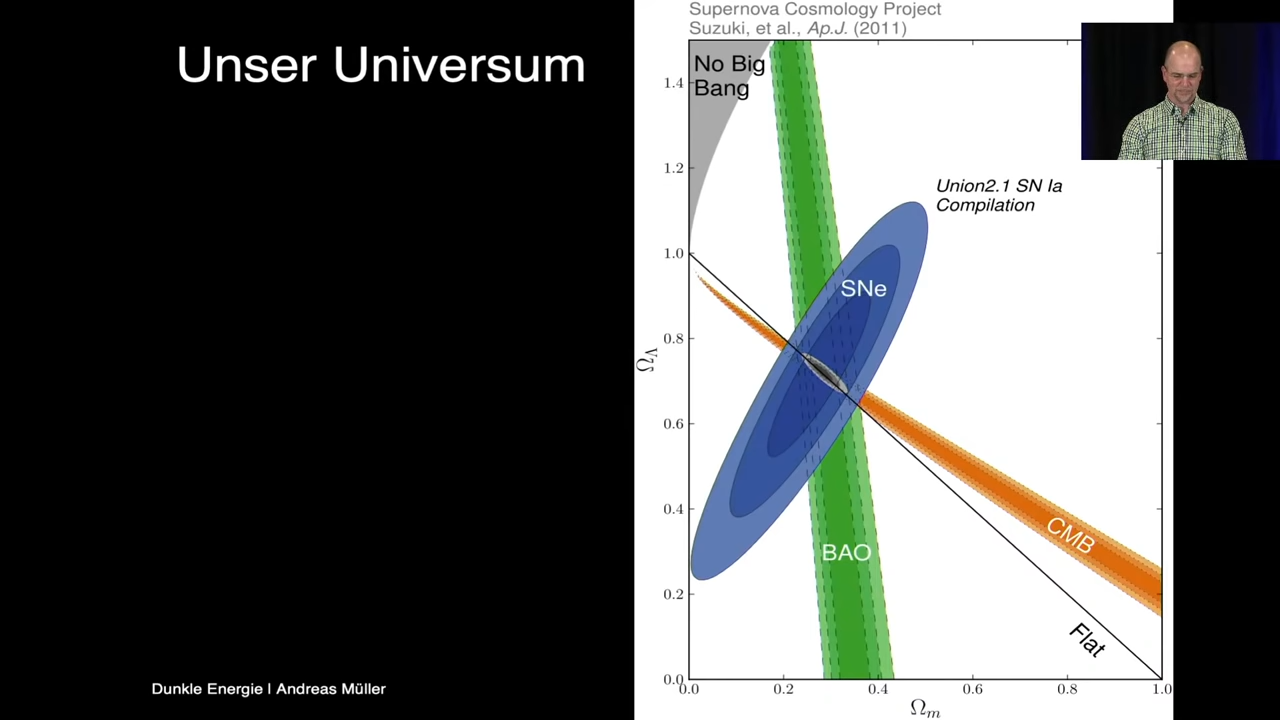 Unser Universum
Supernova Cosmology Project
Suzuki, et al., Ap.J. (2011)
No Big
Bang
Union2.1 SN Ia
Compilation
SNe
BAO
CMB
Flat
1.4
1.2
1.0
0.8
0.6
0.4
0.2
0.0
Ω_Λ
0.0 0.2 0.4 0.6 0.8 1.0
Ω_m
Dunkle Energie | Andreas Müller